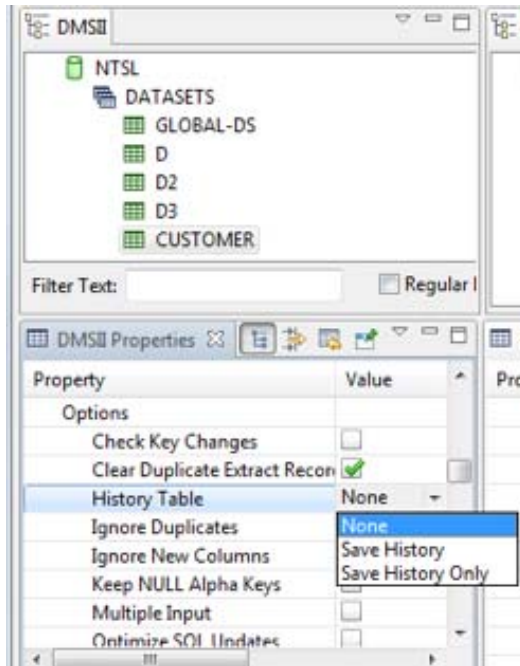 DMSII
NTSL
DATASETS
GLOBAL-DS
D
D2
D3
CUSTOMER
Filter Text:
Regular
DMSII Properties
Property Value
Options
Check Key Changes
Clear Duplicate Extract Recor
History Table None
None
Save History
Save History Only
Ignore Duplicates
Ignore New Columns
Keep NULL Alpha Keys
Multiple Input
Optimize SQL Updates
Pro